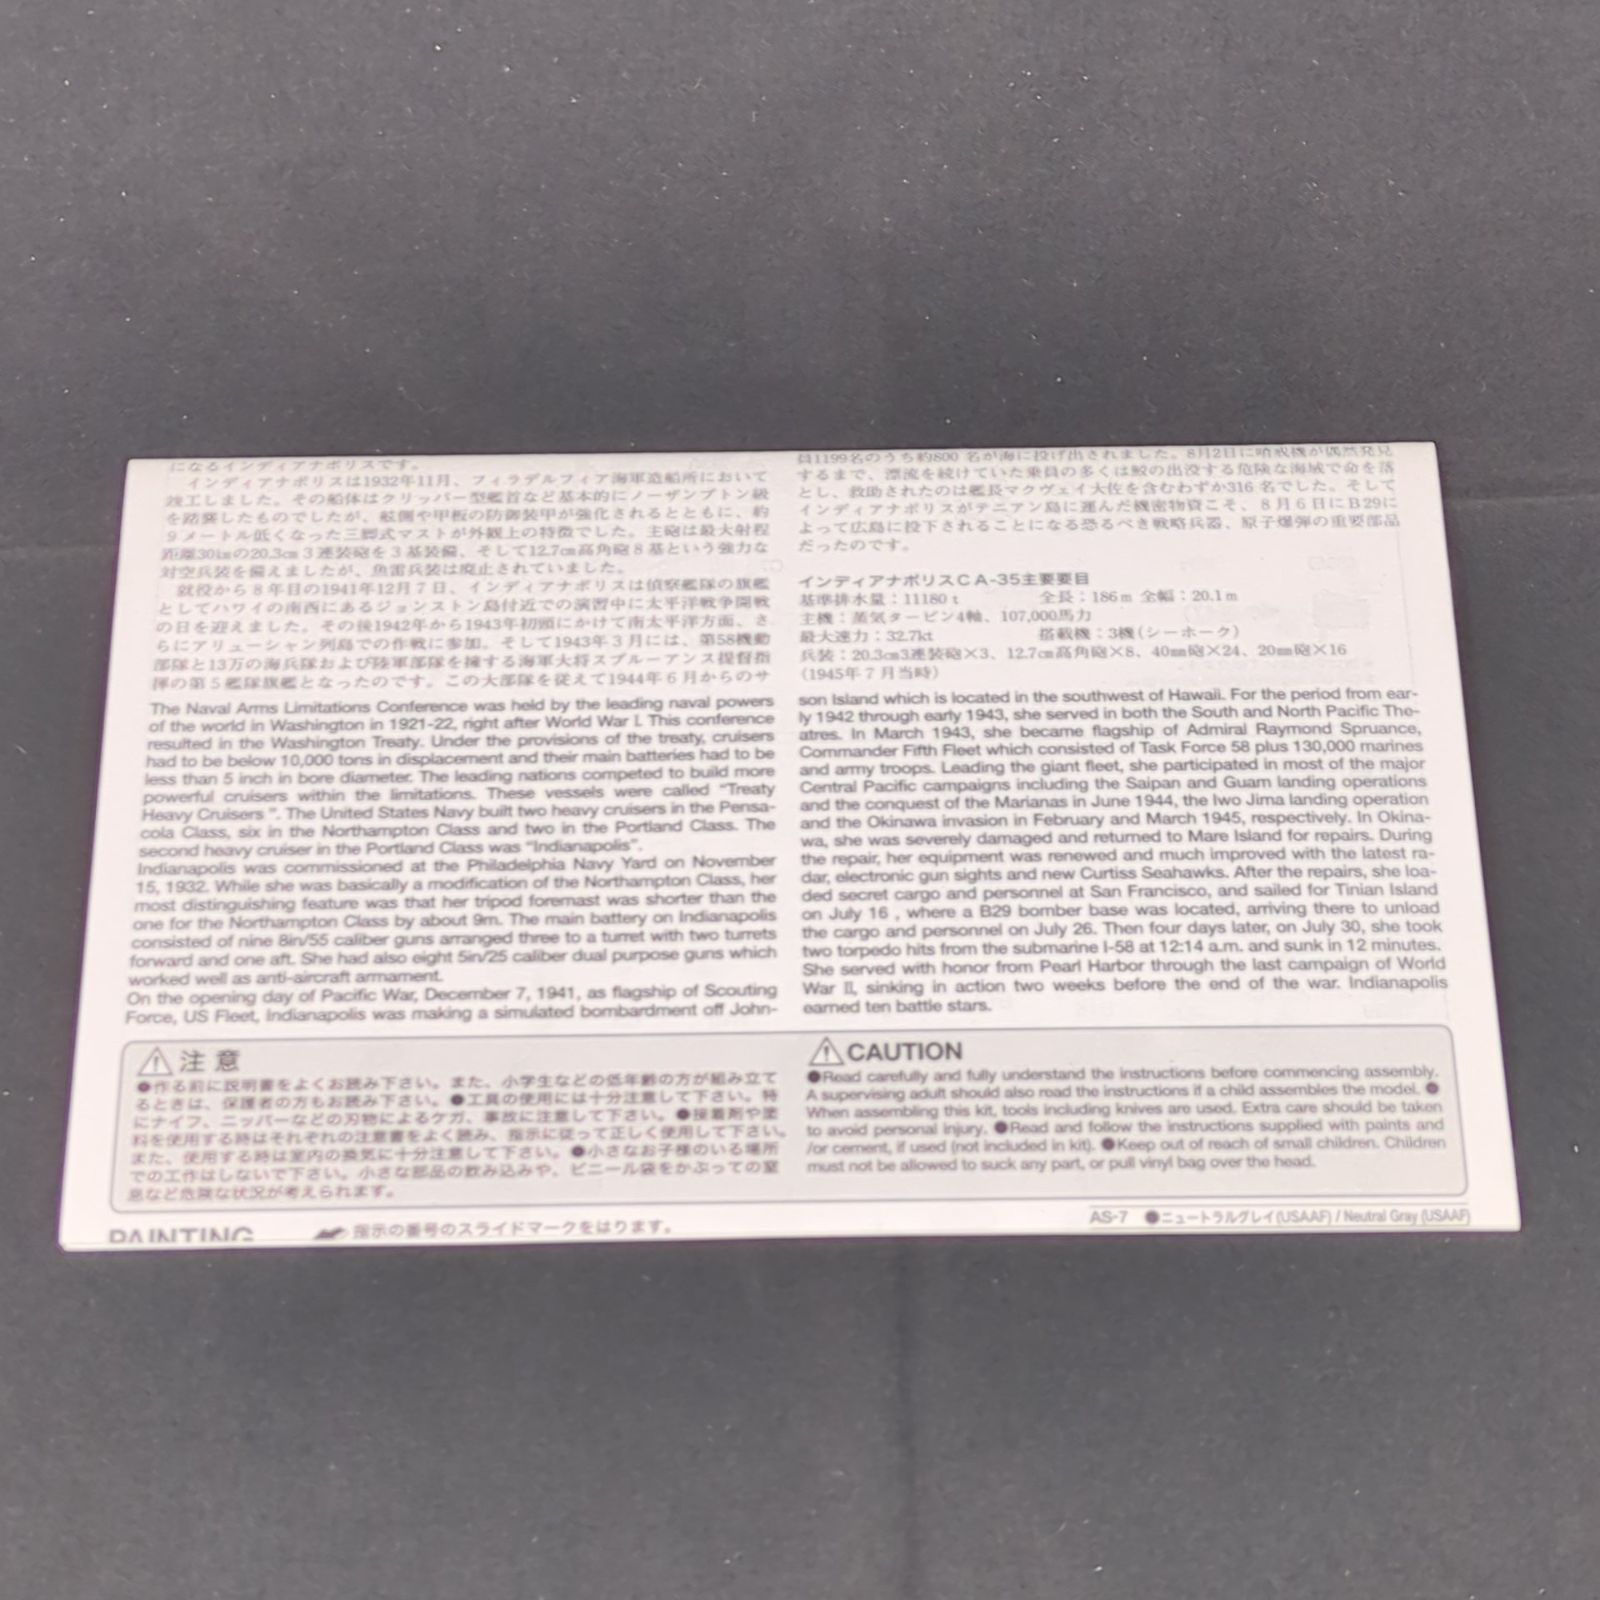 になるインディアナポリスです。
インディアナポリスは1932年11月、フィラデルフィア海軍造船所において
竣工しました。その船体はクリッパー型艦首など基本的にノーザンプトン級
を踏襲したものでしたが、舷側や甲板の防御装甲が強化されるとともに、約
9メートル低くなった三脚式マストが外観上の特徴でした。主砲は最大射程
距離30kmの20.3cm3連装砲を3基装備、そして12.7cm高角砲8基という強力な
対空兵装を備えましたが、魚雷兵装は廃止されていました。
就役から8年目の1941年12月7日、インディアナポリスは偵察艦隊の旗艦
としてハワイの南西にあるジョンストン島付近での演習中に太平洋戦争開戦
の日を迎えました。その後1942年から1943年初頭にかけて南太平洋方面、さ
らにアリューシャン列島での作戦に参加。そして1943年3月には、第58機動
部隊と13万の海兵隊および陸軍部隊を擁する海軍大将スプルーアンス提督指
揮の第5艦隊旗艦となったのです。この大部隊を従えて1944年6月からのサ
員1199名のうち約800名が海に投げ出されました。8月2日に哨戒機が偶然発見
するまで、漂流を続けていた乗員の多くは鮫の出没する危険な海域で命を落
とし、救助されたのは艦長マクヴェイ大佐を含むわずか316名でした。そして
インディアナポリスがテニアン島に運んだ機密物資こそ、8月6日にB29に
よって広島に投下されることになる恐るべき戦略兵器、原子爆弾の重要部品
だったのです。
インディアナポリスCA-35主要要目
基準排水量：11180t 全長：186m 全幅：20.1m
主機：蒸気タービン4軸、107,000馬力
最大速力：32.7kt 搭載機：3機(シーホーク)
兵装：20.3cm3連装砲×3、12.7cm高角砲×8、40mm砲×24、20mm砲×16
(1945年7月当時)
The Naval Arms Limitations Conference was held by the leading naval powers
of the world in Washington in 1921-22, right after World War I. This conference
resulted in the Washington Treaty. Under the provisions of the treaty, cruisers
had to be below 10,000 tons in displacement and their main batteries had to be
less than 5 inch in bore diameter. The leading nations competed to build more
powerful cruisers within the limitations. These vessels were called "Treaty
Heavy Cruisers ". The United States Navy built two heavy cruisers in the Pensa-
cola Class, six in the Northampton Class and two in the Portland Class. The
second heavy cruiser in the Portland Class was "Indianapolis".
Indianapolis was commissioned at the Philadelphia Navy Yard on November
15, 1932. While she was basically a modification of the Northampton Class, her
most distinguishing feature was that her tripod foremast was shorter than the
one for the Northampton Class by about 9m. The main battery on Indianapolis
consisted of nine 8in/55 caliber guns arranged three to a turret with two turrets
forward and one aft. She had also eight 5in/25 caliber dual purpose guns which
worked well as anti-aircraft armament.
On the opening day of Pacific War, December 7, 1941, as flagship of Scouting
Force, US Fleet, Indianapolis was making a simulated bombardment off John-
son Island which is located in the southwest of Hawaii. For the period from ear-
ly 1942 through early 1943, she served in both the South and North Pacific The-
atres. In March 1943, she became flagship of Admiral Raymond Spruance,
Commander Fifth Fleet which consisted of Task Force 58 plus 130,000 marines
and army troops. Leading the giant fleet, she participated in most of the major
Central Pacific campaigns including the Saipan and Guam landing operations
and the conquest of the Marianas in June 1944, the Iwo Jima landing operation
and the Okinawa invasion in February and March 1945, respectively. In Okina-
wa, she was severely damaged and returned to Mare Island for repairs. During
the repair, her equipment was renewed and much improved with the latest ra-
dar, electronic gun sights and new Curtiss Seahawks. After the repairs, she loa-
ded secret cargo and personnel at San Francisco, and sailed for Tinian Island
on July 16 , where a B29 bomber base was located, arriving there to unload
the cargo and personnel on July 26. Then four days later, on July 30, she took
two torpedo hits from the submarine I-58 at 12:14 a.m. and sunk in 12 minutes.
She served with honor from Pearl Harbor through the last campaign of World
War II, sinking in action two weeks before the end of the war. Indianapolis
earned ten battle stars.
注意
●作る前に説明書をよくお読み下さい。また、小学生などの低年齢の方が組み立て
るときは、保護者の方もお読み下さい。●工具の使用には十分注意して下さい。特
にナイフ、ニッパーなどの刃物によるケガ、事故に注意して下さい。●接着剤や塗
料を使用する時はそれぞれの注意書をよく読み、指示に従って正しく使用して下さい。
また、使用する時は室内の換気に十分注意して下さい。●小さなお子様のいる場所
での工作はしないで下さい。小さな部品の飲み込みや、ビニール袋をかぶっての窒
息など危険な状況が考えられます。
CAUTION
●Read carefully and fully understand the instructions before commencing assembly.
A supervising adult should also read the instructions if a child assembles the model. ●
When assembling this kit, tools including knives are used. Extra care should be taken
to avoid personal injury. ●Read and follow the instructions supplied with paints and
/or cement, if used (not included in kit). ●Keep out of reach of small children. Children
must not be allowed to suck any part, or pull vinyl bag over the head.
PAINTING
指示の番号のスライドマークをはります。
AS-7 ●ニュートラルグレイ(USAAF) / Neutral Gray (USAAF)